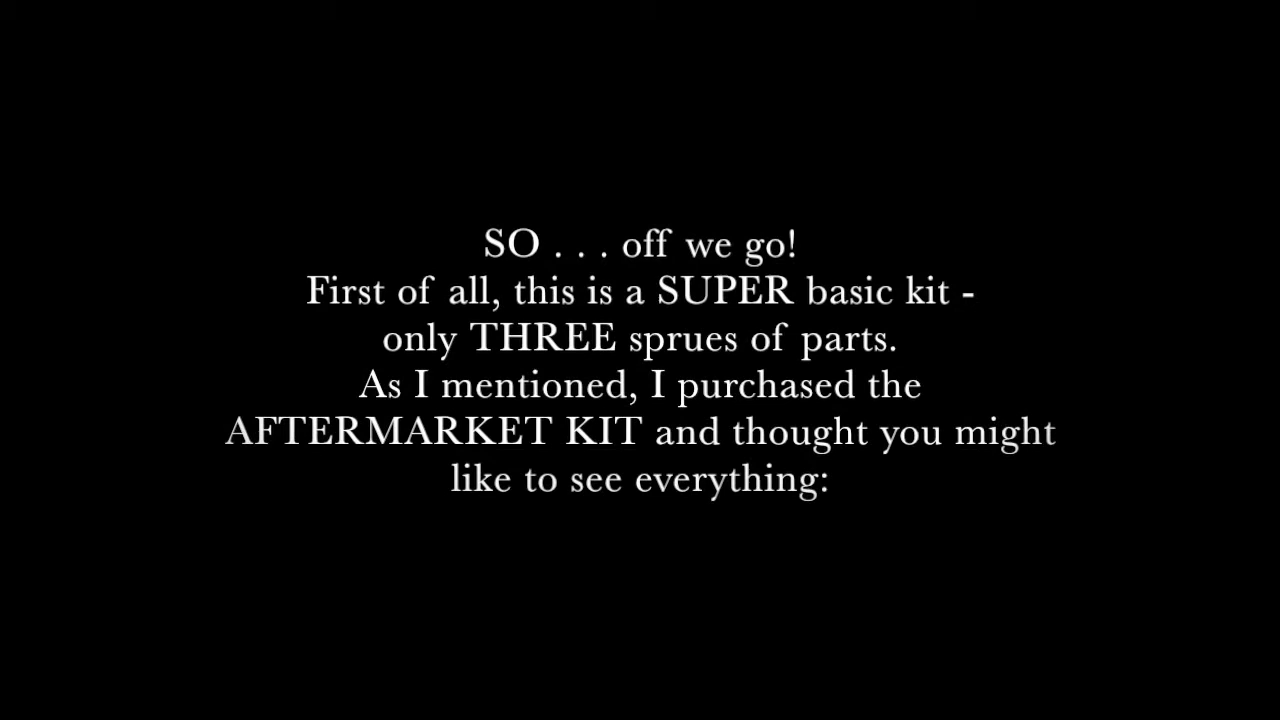 SO . . . off we go!
First of all, this is a SUPER basic kit -
only THREE sprues of parts.
As I mentioned, I purchased the
AFTERMARKET KIT and thought you might
like to see everything: